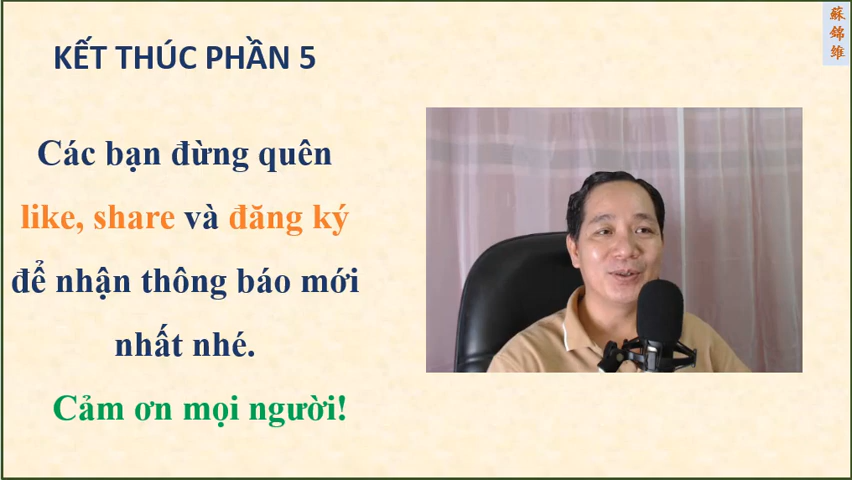 KẾT THÚC PHẦN 5
Các bạn đừng quên
like, share và đăng ký
để nhận thông báo mới
nhất nhé.
Cảm ơn mọi người!
蘇錦維